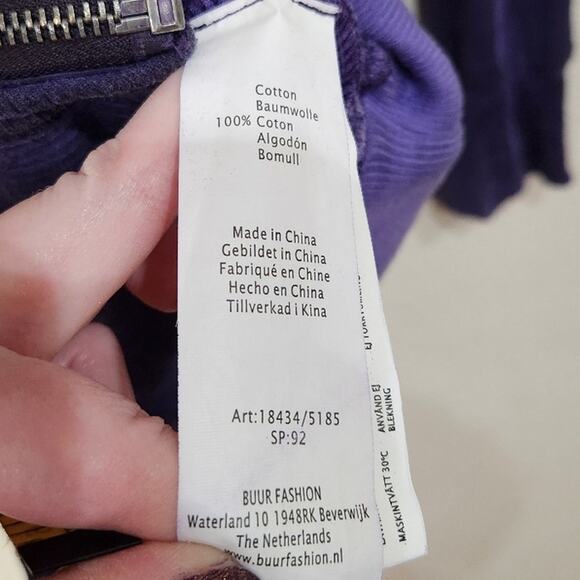 Cotton
Baumwolle
100% Coton
Algodón
Bomull
Made in China
Gebildet in China
Fabriqué en Chine
Hecho en China
Tillverkad i Kina
Art:18434/5185
SP:92
BUUR FASHION
Waterland 10 1948RK Beverwijk
The Netherlands
www.buurfashion.nl
ANVÄND EJ
BLEKNING
MASKINTVÄTT 30°C